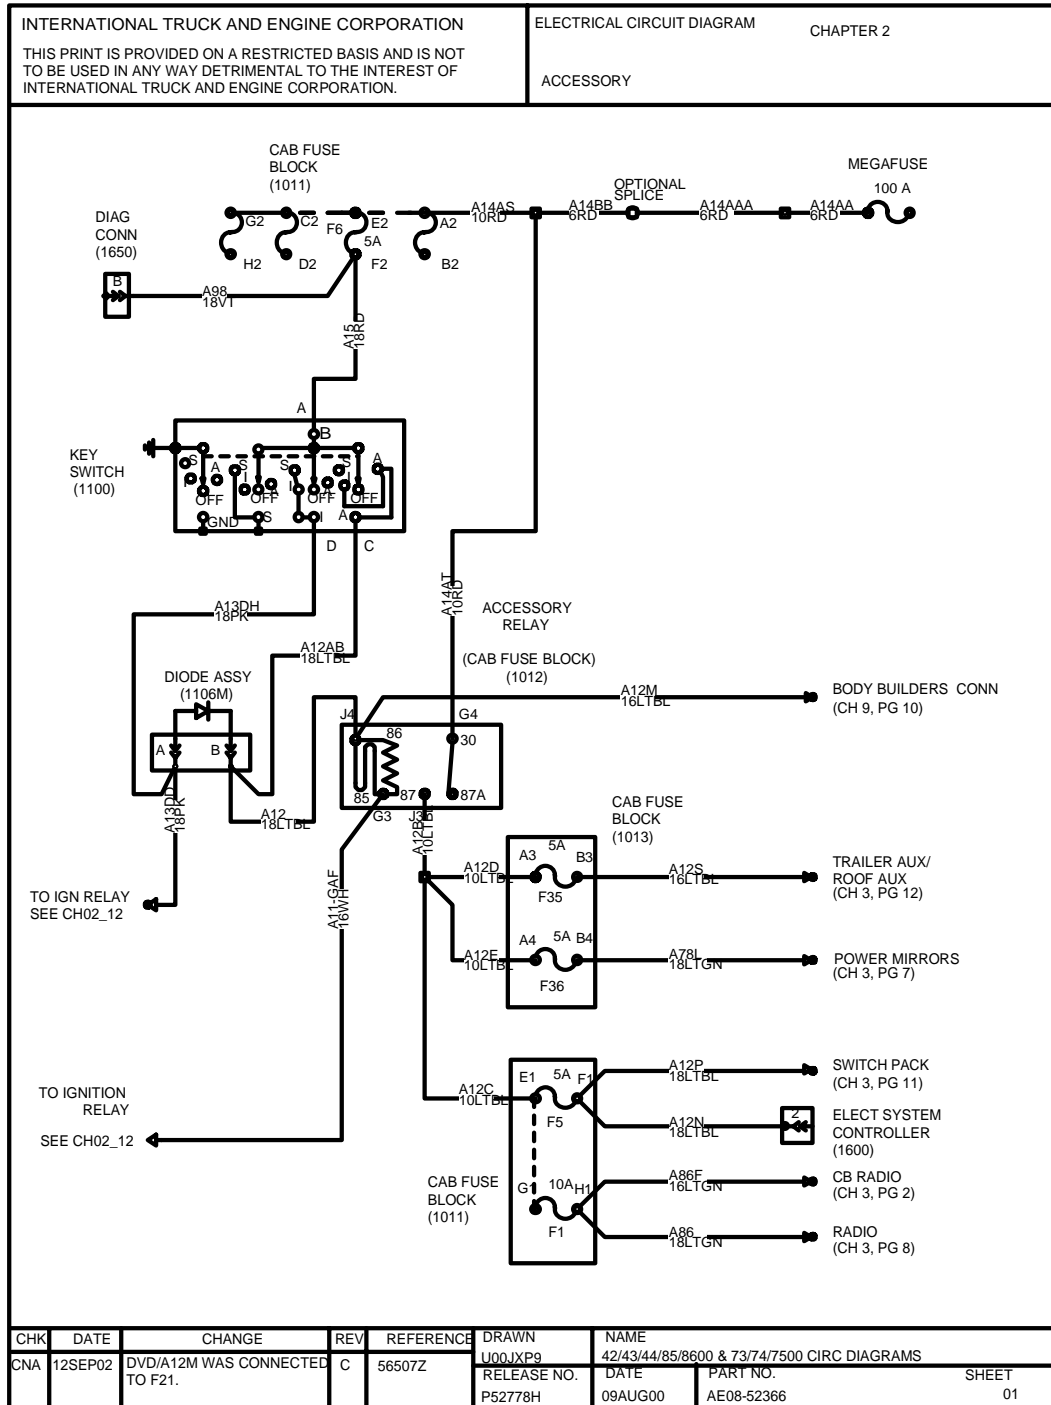 INTERNATIONAL TRUCK AND ENGINE CORPORATION
THIS PRINT IS PROVIDED ON A RESTRICTED BASIS AND IS NOT
TO BE USED IN ANY WAY DETRIMENTAL TO THE INTEREST OF
INTERNATIONAL TRUCK AND ENGINE CORPORATION.
ELECTRICAL CIRCUIT DIAGRAM
CHAPTER 2
ACCESSORY
CAB FUSE
BLOCK
(1011)
MEGAFUSE
100 A
OPTIONAL
SPLICE
A14AS
10RD
A14BB
6RD
A14AAA
6RD
A14AA
6RD
G2
C2
F6
E2
A2
5A
H2
D2
F2
B2
DIAG
CONN
(1650)
B
A98
18VT
A15
18RD
A
B
KEY
SWITCH
(1100)
S
I
A
OFF
S
I
A
OFF
S
I
A
OFF
S
I
A
OFF
GND
S
I
A
D
C
A13DH
18PK
A12AB
18LTBL
A14AT
10RD
ACCESSORY
RELAY
(CAB FUSE BLOCK)
(1012)
DIODE ASSY
(1106M)
A
B
A12M
16LTBL
BODY BUILDERS CONN
(CH 9, PG 10)
J4
G4
86
30
85
87
87A
G3
J3
A13DD
18PK
A12
18LTBL
A12B
10LTBL
CAB FUSE
BLOCK
(1013)
A11-GAF
16WH
A12D
10LTBL
A3
5A
B3
F35
A12S
16LTBL
TRAILER AUX/
ROOF AUX
(CH 3, PG 12)
TO IGN RELAY
SEE CH02_12
A12E
10LTBL
A4
5A
B4
F36
A78L
18LTGN
POWER MIRRORS
(CH 3, PG 7)
TO IGNITION
RELAY
SEE CH02_12
A12C
10LTBL
E1
5A
F1
F5
A12P
18LTBL
SWITCH PACK
(CH 3, PG 11)
A12N
18LTBL
2
ELECT SYSTEM
CONTROLLER
(1600)
CAB FUSE
BLOCK
(1011)
G1
10A
H1
F1
A86F
16LTGN
CB RADIO
(CH 3, PG 2)
A86
18LTGN
RADIO
(CH 3, PG 8)
CHK DATE CHANGE REV REFERENCE
CNA 12SEP02 DVD/A12M WAS CONNECTED
TO F21.
C 56507Z
DRAWN
U00JXP9
NAME
42/43/44/85/8600 & 73/74/7500 CIRC DIAGRAMS
RELEASE NO.
P52778H
DATE
09AUG00
PART NO.
AE08-52366
SHEET
01